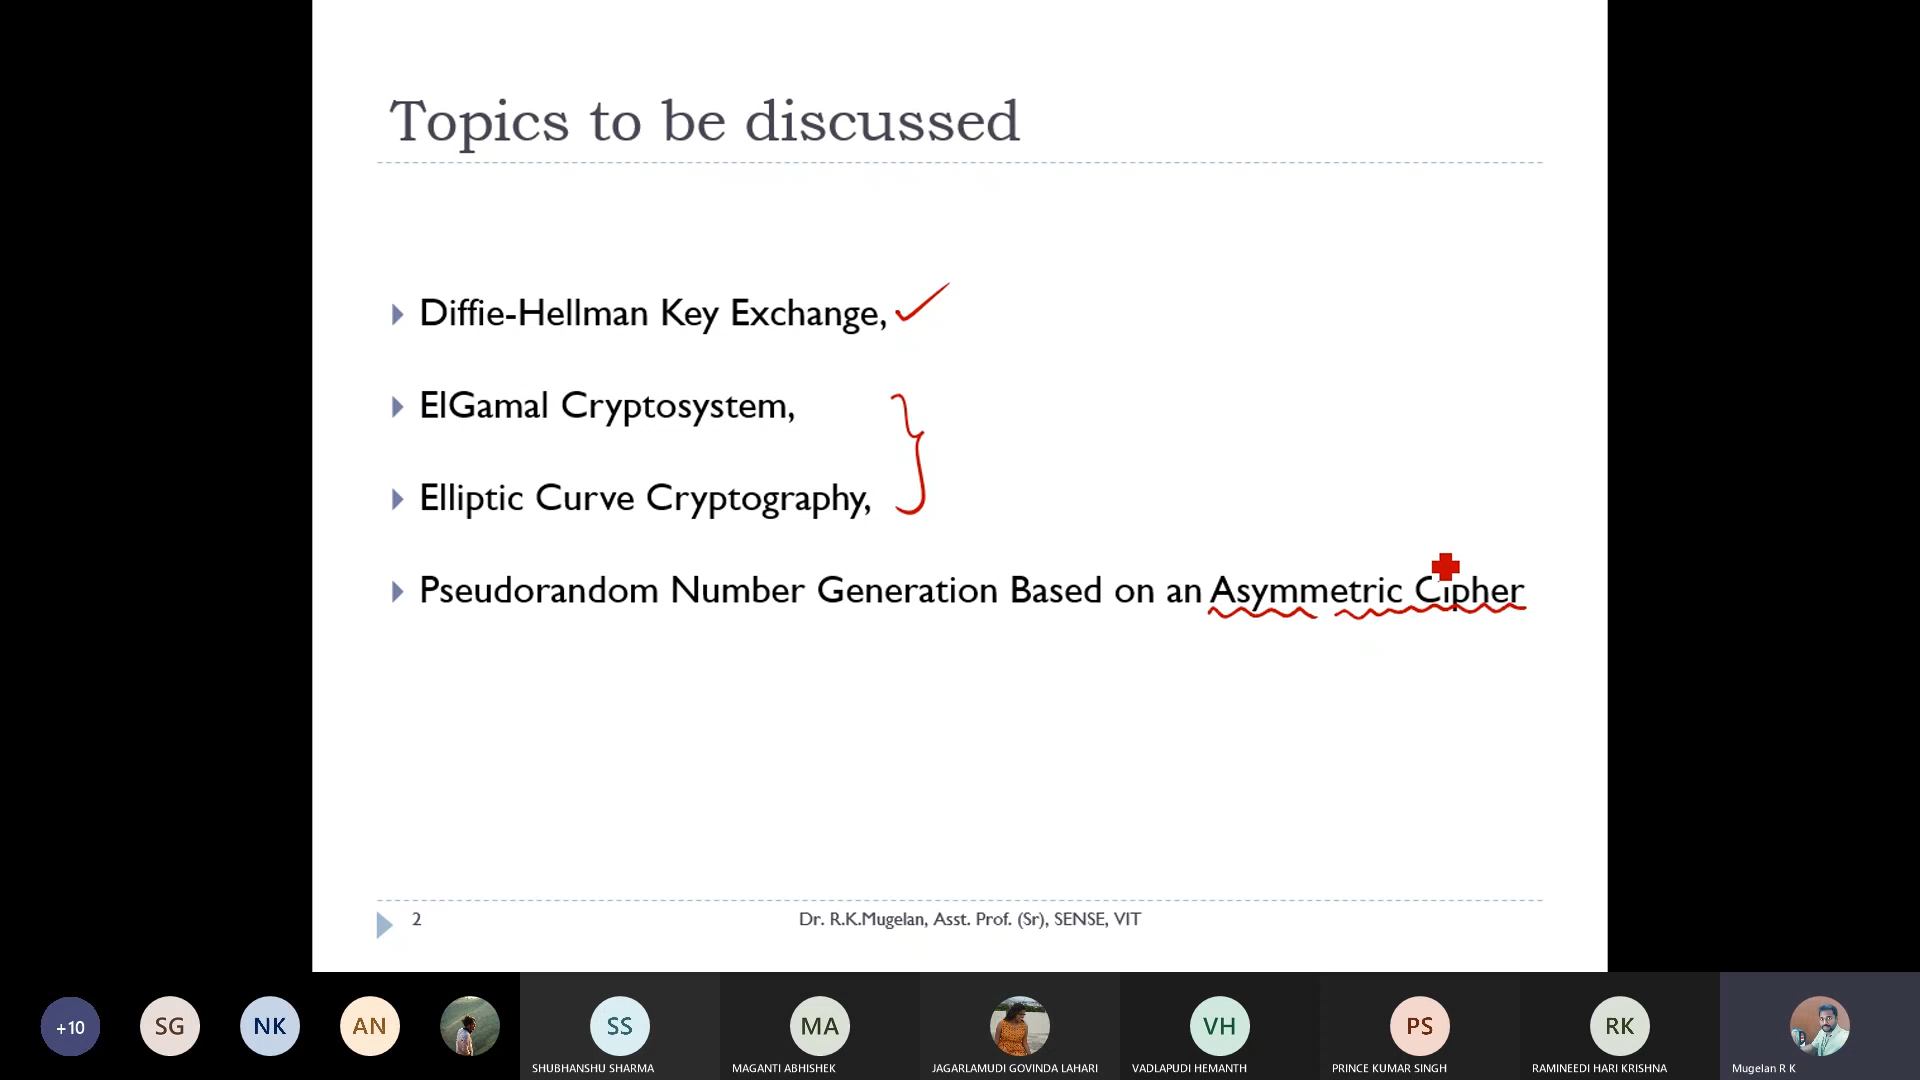 Topics to be discussed
Diffie-Hellman Key Exchange,
ElGamal Cryptosystem,
Elliptic Curve Cryptography,
Pseudorandom Number Generation Based on an Asymmetric Cipher
2
Dr. R.K.Mugelan, Asst. Prof. (Sr), SENSE, VIT
+10
SG
NK
AN
SS
MA
VH
PS
RK
SHUBHANSHU SHARMA
MAGANTI ABHISHEK
JAGARLAMUDI GOVINDA LAHARI
VADLAPUDI HEMANTH
PRINCE KUMAR SINGH
RAMINEEDI HARI KRISHNA
Mugelan R K